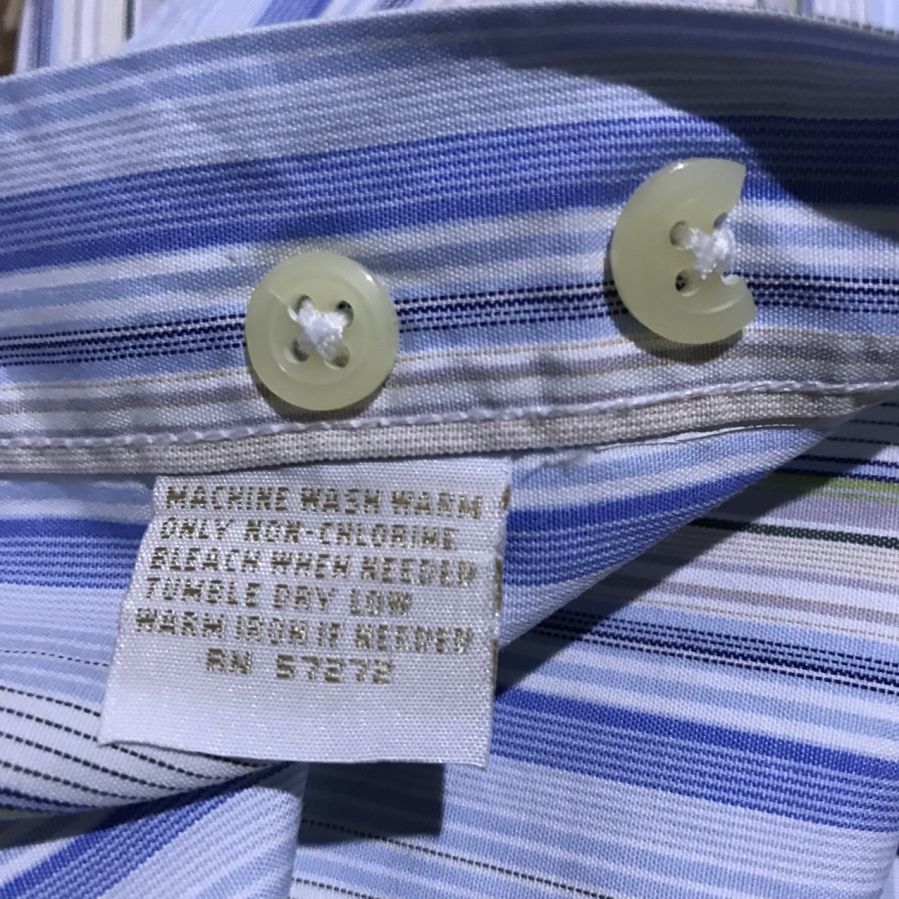 MACHINE WASH WARM
ONLY NON-CHLORINE
BLEACH WHEN NEEDED
TUMBLE DRY LOW
WARM IRON IF NEEDED
RN 57272